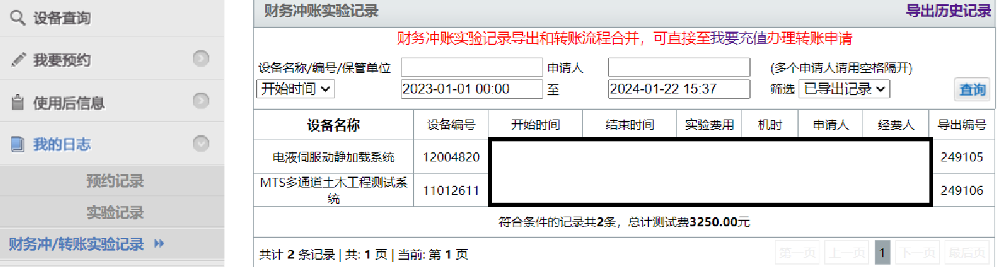 设备查询
我要预约
使用后信息
我的日志
预约记录
实验记录
财务冲/转账实验记录
财务冲账实验记录 导出历史记录
财务冲账实验记录导出和转账流程合并，可直接至我要充值办理转账申请
设备名称/编号/保管单位 申请人 (多个申请人请用空格隔开)
开始时间 2023-01-01 00:00 至 2024-01-22 15:37 筛选 已导出记录 查询
设备名称 设备编号 开始时间 结束时间 实验费用 机时 申请人 经费人 导出编号
电液伺服动静加载系统 12004820 249105
MTS多通道土木工程测试系
统 11012611 249106
符合条件的记录共2条，总计测试费3250.00元
共计 2 条记录 | 共: 1 页 | 当前: 第 1 页 第一页 上一页 1 下一页 最后页